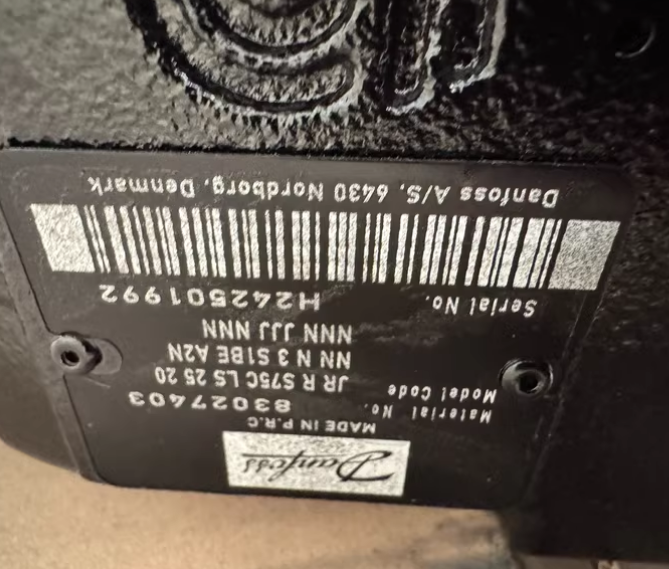 Danfoss
MADE IN P.R.C
Material No. 83027403
Model Code JR R S75C LS 25 20
NN N 3 S1BE A2N
NNN JJJ NNN
Serial No. H242501992
Danfoss A/S, 6430 Nordborg, Denmark